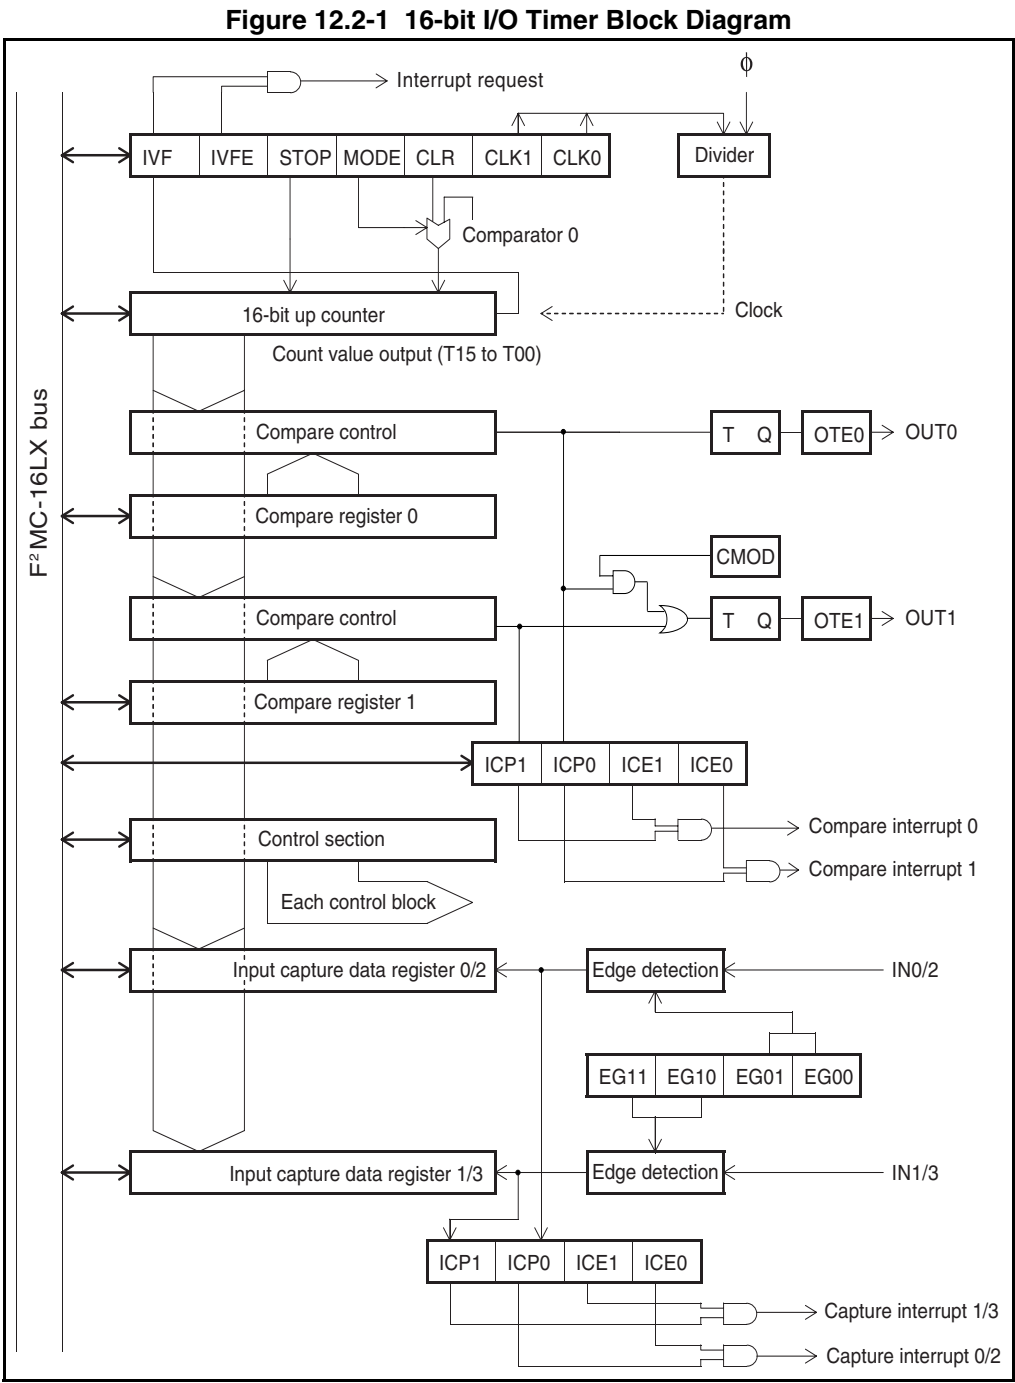 Figure 12.2-1 16-bit I/O Timer Block Diagram
ϕ
Interrupt request
IVF IVFE STOP MODE CLR CLK1 CLK0
Divider
Comparator 0
16-bit up counter
Clock
Count value output (T15 to T00)
F² MC-16LX bus
Compare control
T Q
OTE0
OUT0
Compare register 0
CMOD
Compare control
T Q
OTE1
OUT1
Compare register 1
ICP1 ICP0 ICE1 ICE0
Control section
Compare interrupt 0
Compare interrupt 1
Each control block
Input capture data register 0/2
Edge detection
IN0/2
EG11 EG10 EG01 EG00
Input capture data register 1/3
Edge detection
IN1/3
ICP1 ICP0 ICE1 ICE0
Capture interrupt 1/3
Capture interrupt 0/2